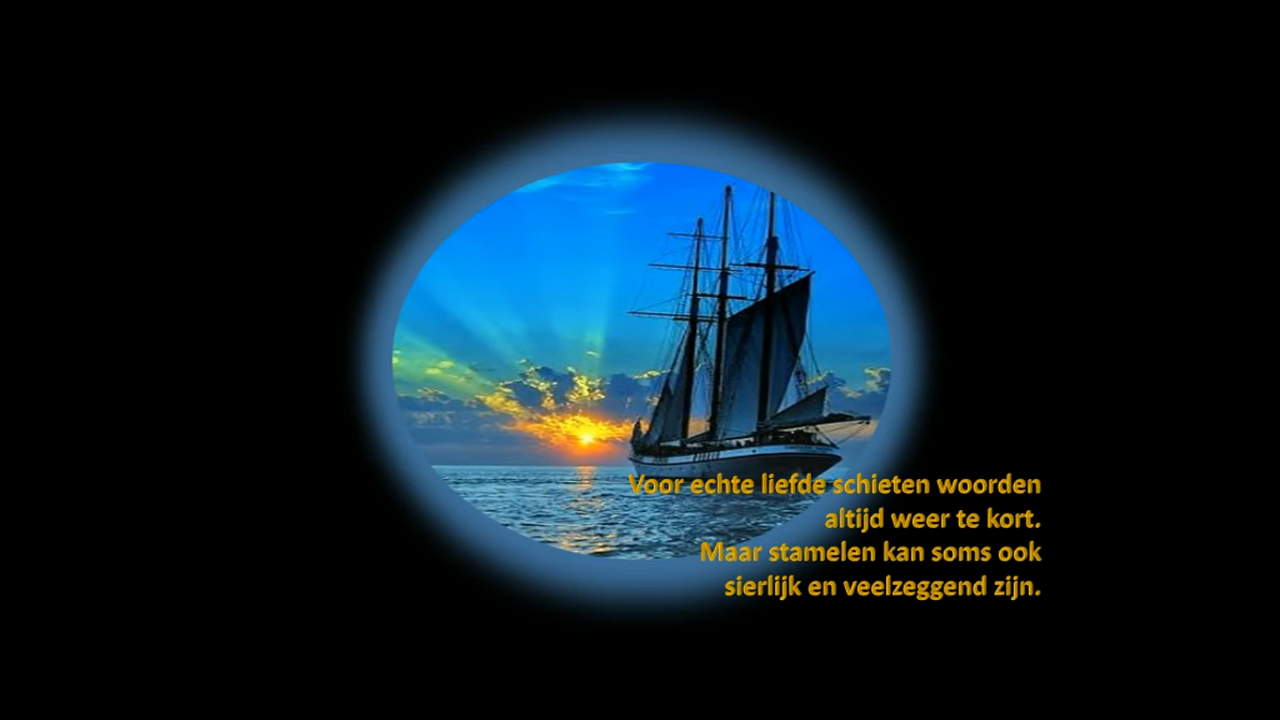 Voor echte liefde schieten woorden
altijd weer te kort.
Maar stamelen kan soms ook
sierlijk en veelzeggend zijn.